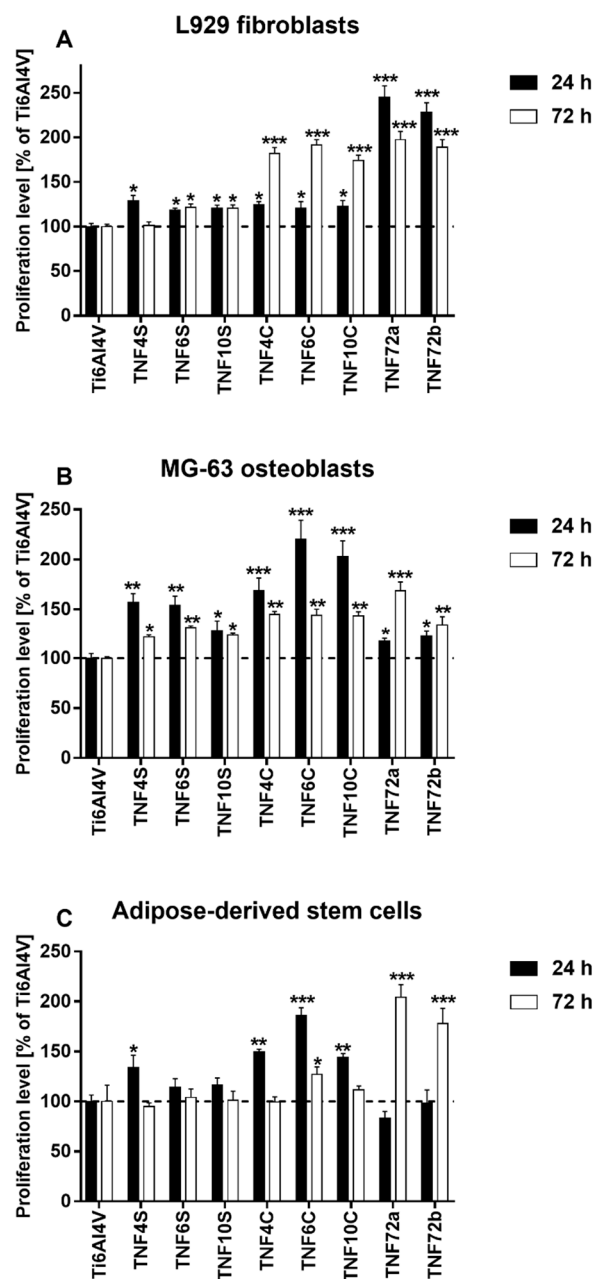 L929 fibroblasts
A
Proliferation level [% of Ti6Al4V]
250
200
150
100
50
0
*
* *
* *
*
***
*
***
*
***
***
***
***
***
Ti6Al4V
TNF4S
TNF6S
TNF10S
TNF4C
TNF6C
TNF10C
TNF72a
TNF72b
24 h
72 h
MG-63 osteoblasts
B
Proliferation level [% of Ti6Al4V]
250
200
150
100
50
0
**
*
**
**
*
*
***
**
***
**
***
**
*
***
*
**
Ti6Al4V
TNF4S
TNF6S
TNF10S
TNF4C
TNF6C
TNF10C
TNF72a
TNF72b
24 h
72 h
Adipose-derived stem cells
C
Proliferation level [% of Ti6Al4V]
250
200
150
100
50
0
*
**
***
*
**
***
***
Ti6Al4V
TNF4S
TNF6S
TNF10S
TNF4C
TNF6C
TNF10C
TNF72a
TNF72b
24 h
72 h